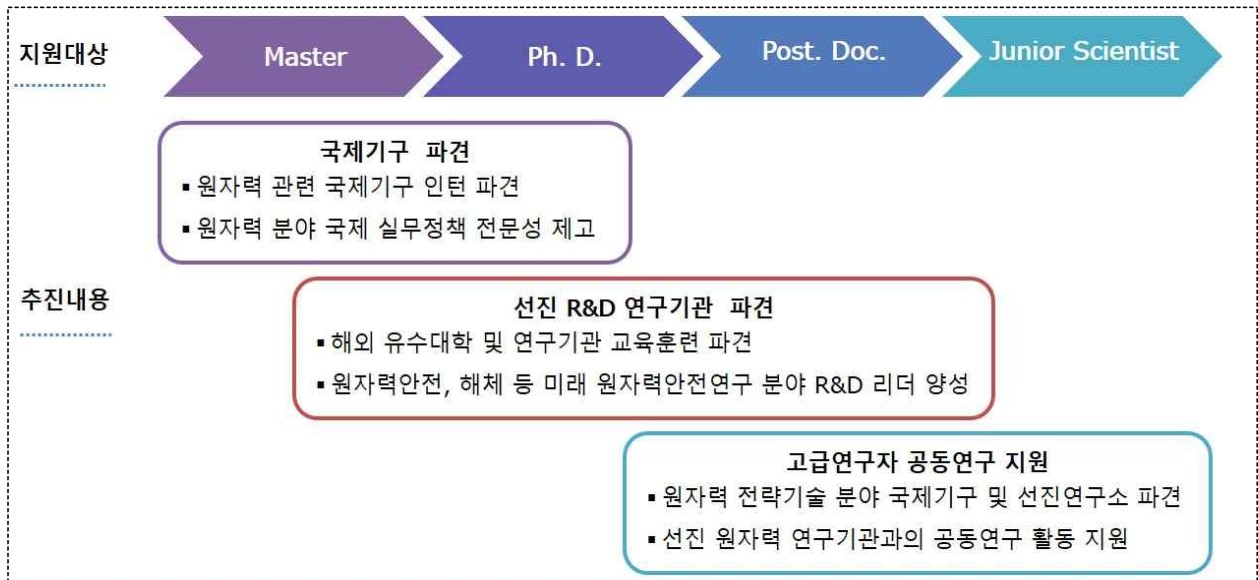 지원대상
Master
Ph. D.
Post. Doc.
Junior Scientist
국제기구 파견
▪ 원자력 관련 국제기구 인턴 파견
▪ 원자력 분야 국제 실무정책 전문성 제고
추진내용
선진 R&D 연구기관 파견
▪ 해외 유수대학 및 연구기관 교육훈련 파견
▪ 원자력안전, 해체 등 미래 원자력안전연구 분야 R&D 리더 양성
고급연구자 공동연구 지원
▪ 원자력 전략기술 분야 국제기구 및 선진연구소 파견
▪ 선진 원자력 연구기관과의 공동연구 활동 지원